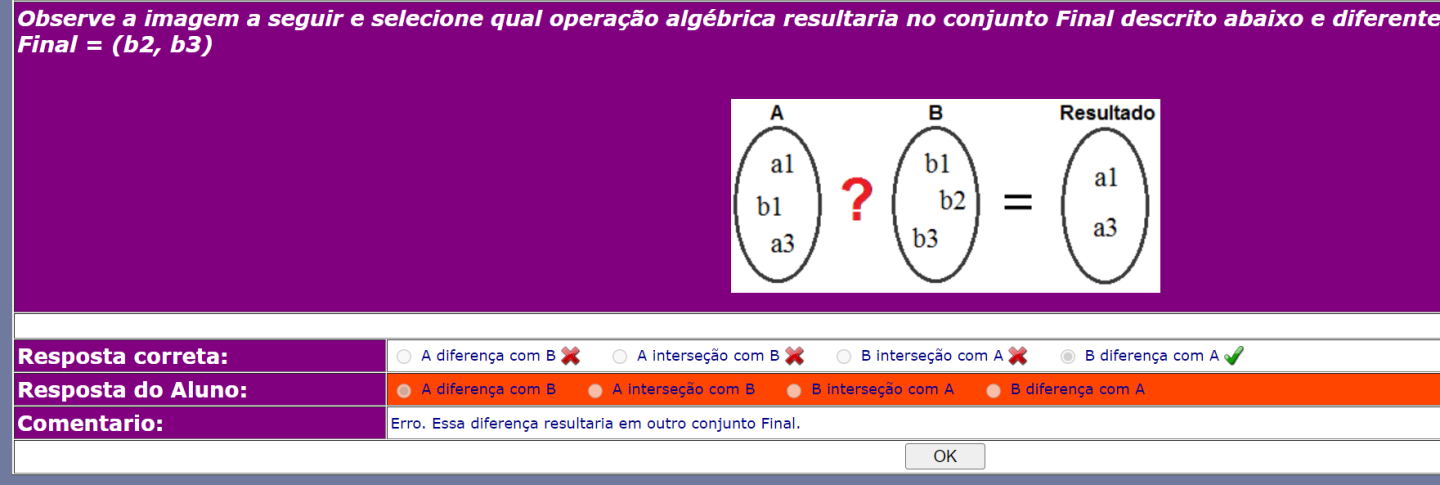 Observe a imagem a seguir e selecione qual operação algébrica resultaria no conjunto Final descrito abaixo e diferente
Final = (b2, b3)
A B Resultado
a1 b1 a1
b1 ? b2 =
a3 b3 a3
Resposta correta: A diferença com B A interseção com B B interseção com A B diferença com A
Resposta do Aluno: A diferença com B A interseção com B B interseção com A B diferença com A
Comentario: Erro. Essa diferença resultaria em outro conjunto Final.
OK